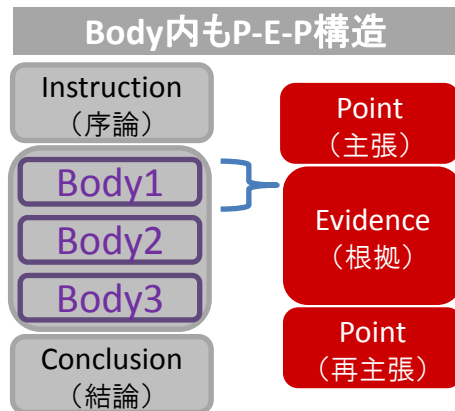 Body内もP-E-P構造
Instruction
（序論）
Body1
Body2
Body3
Conclusion
（結論）
Point
（主張）
Evidence
（根拠）
Point
（再主張）